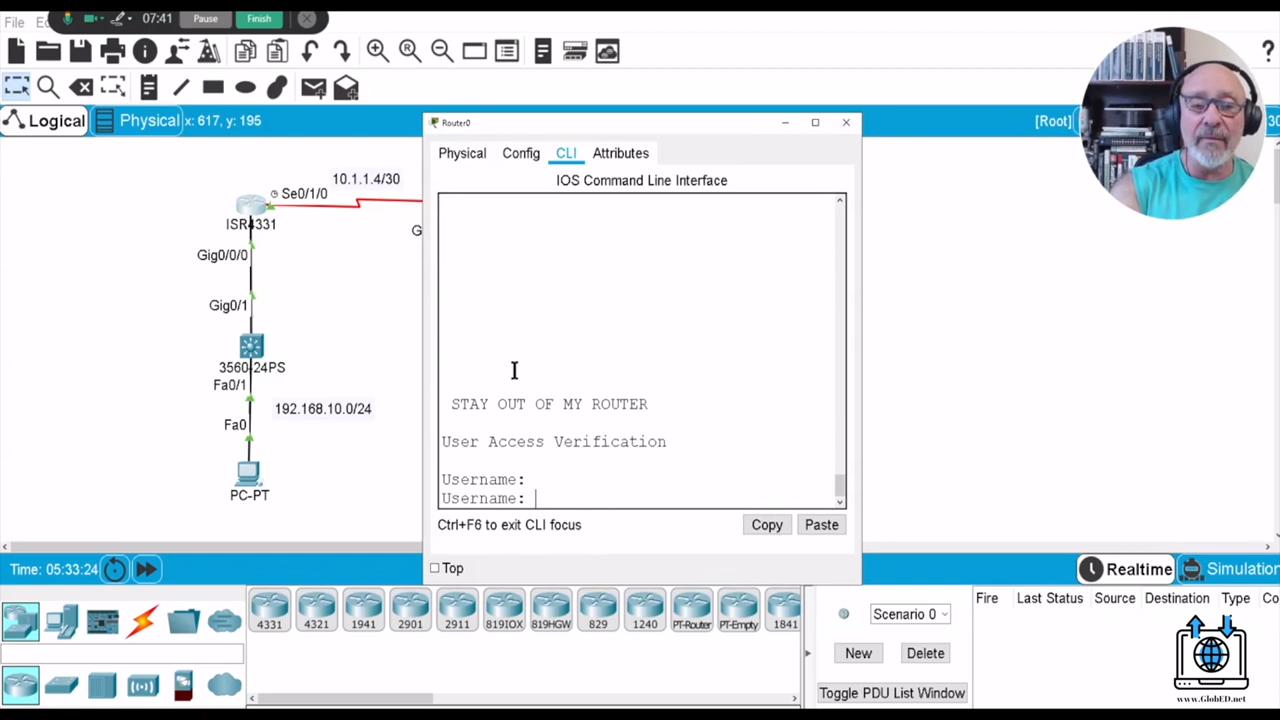 File
07:41
Pause
Finish
?
Logical
Physical
x: 617, y: 195
[Root]
Router0
Physical
Config
CLI
Attributes
IOS Command Line Interface
STAY OUT OF MY ROUTER
User Access Verification
Username:
Username:
Ctrl+F6 to exit CLI focus
Copy
Paste
Top
10.1.1.4/30
Se0/1/0
ISR4331
G
Gig0/0/0
Gig0/1
3560-24PS
Fa0/1
192.168.10.0/24
Fa0
PC-PT
Time: 05:33:24
Realtime
Simulation
4331
4321
1941
2901
2911
819IOX
819HGW
829
1240
PT-Router
PT-Empty
1841
Scenario 0
New
Delete
Toggle PDU List Window
Fire
Last Status
Source
Destination
Type
Co
www.GlobED.net